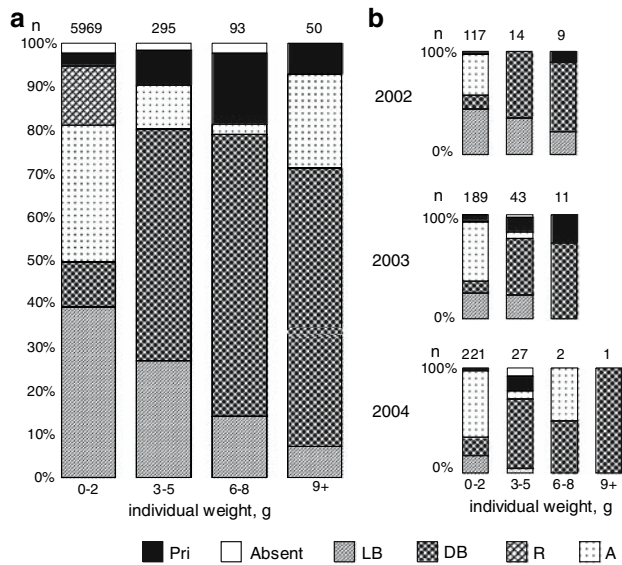 a
n 5969 295 93 50
100%
90%
80%
70%
60%
50%
40%
30%
20%
10%
0%
0-2 3-5 6-8 9+
individual weight, g
b
n 117 14 9
100%
2002
0%
n 189 43 11
100%
2003
0%
n 221 27 2 1
100%
2004
0%
0-2 3-5 6-8 9+
individual weight, g
Pri Absent LB DB R A